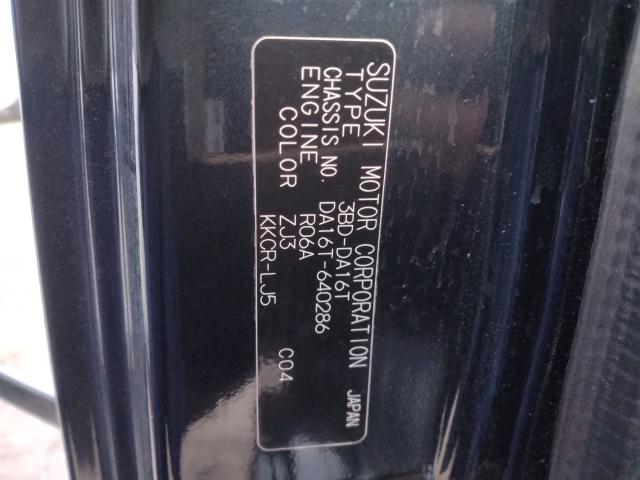 SUZUKI MOTOR CORPORATION JAPAN
TYPE 3BD-DA16T
CHASSIS NO. DA16T-640286
ENGINE R06A
COLOR ZJ3 C04
KKCR-LJ5